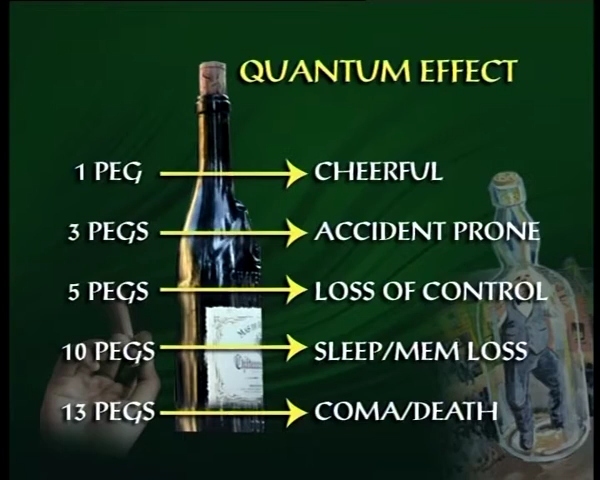 QUANTUM EFFECT
1 PEG CHEERFUL
3 PEGS ACCIDENT PRONE
5 PEGS LOSS OF CONTROL
10 PEGS SLEEP/MEM LOSS
13 PEGS COMA/DEATH